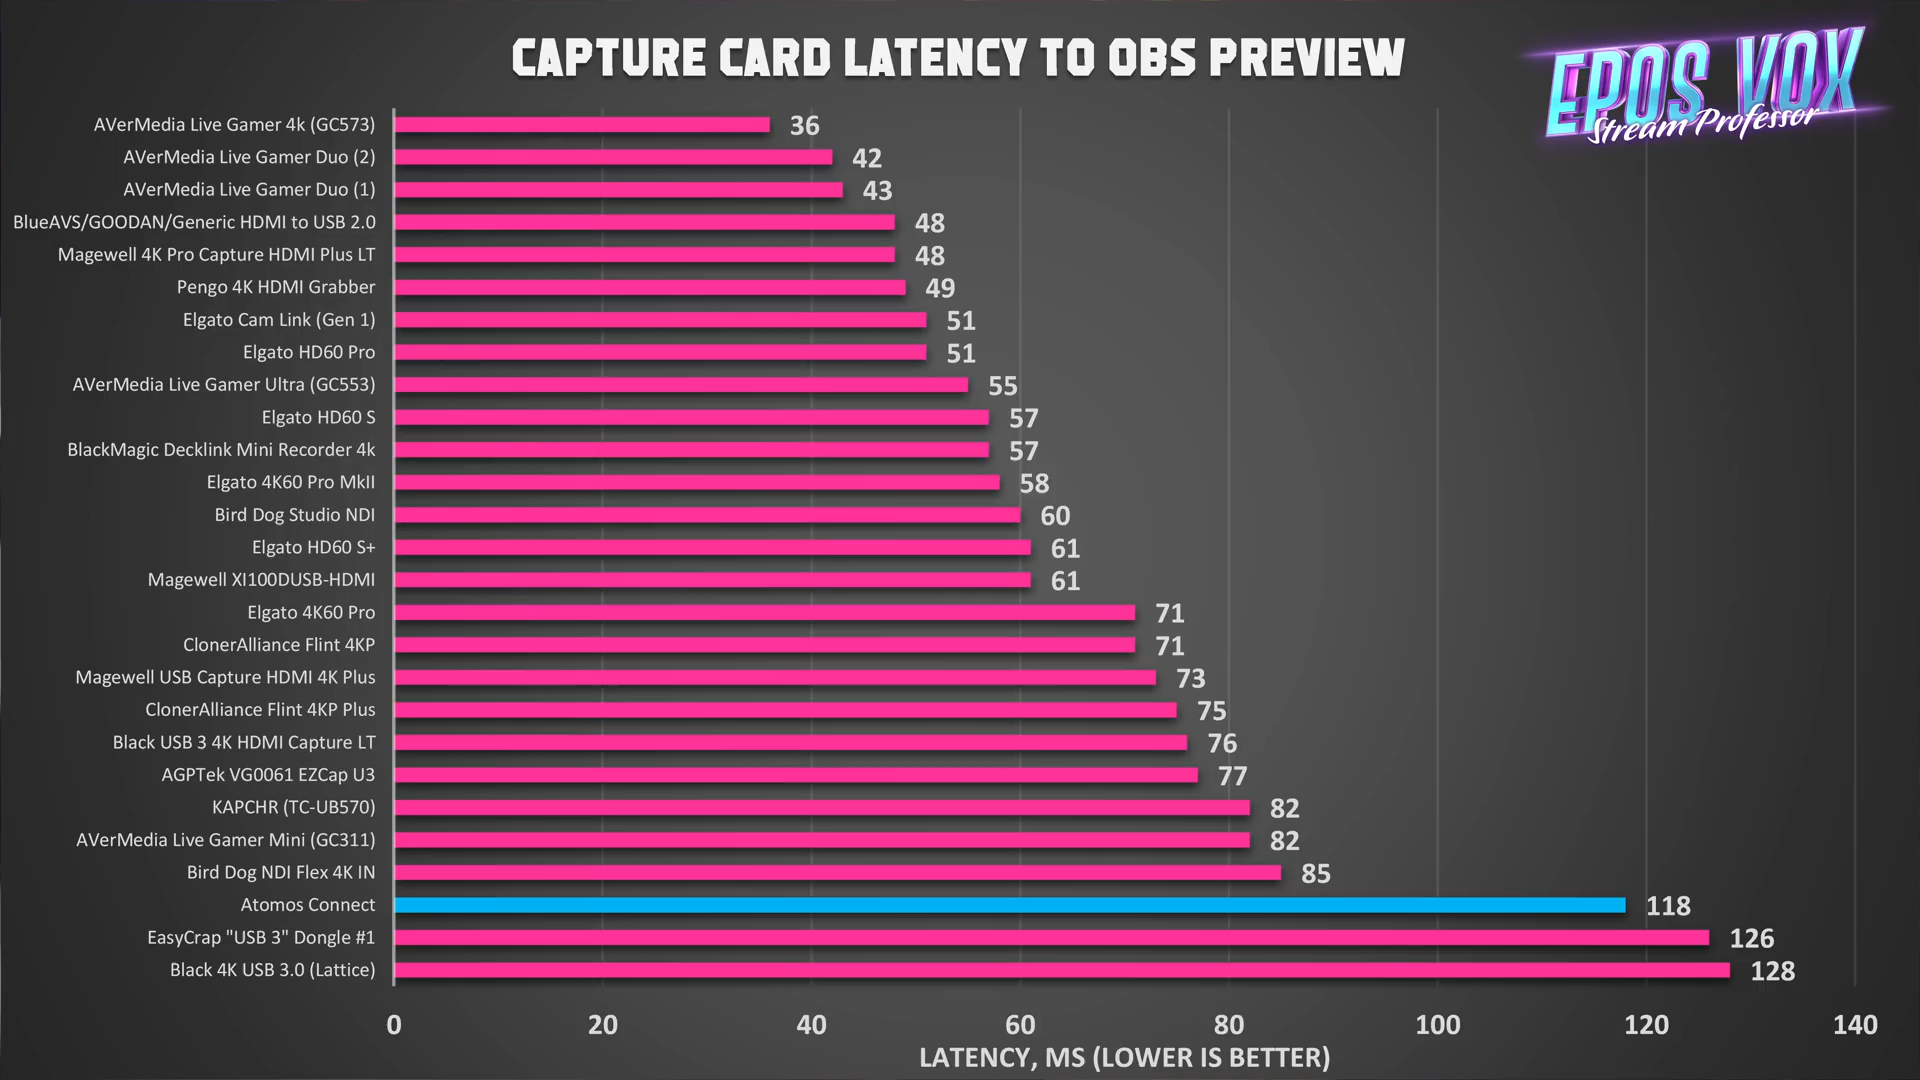 CAPTURE CARD LATENCY TO OBS PREVIEW
EPOS VOX
Stream Professor
AVerMedia Live Gamer 4k (GC573) 36
AVerMedia Live Gamer Duo (2) 42
AVerMedia Live Gamer Duo (1) 43
BlueAVS/GOODAN/Generic HDMI to USB 2.0 48
Magewell 4K Pro Capture HDMI Plus LT 48
Pengo 4K HDMI Grabber 49
Elgato Cam Link (Gen 1) 51
Elgato HD60 Pro 51
AVerMedia Live Gamer Ultra (GC553) 55
Elgato HD60 S 57
BlackMagic Decklink Mini Recorder 4k 57
Elgato 4K60 Pro MkII 58
Bird Dog Studio NDI 60
Elgato HD60 S+ 61
Magewell XI100DUSB-HDMI 61
Elgato 4K60 Pro 71
ClonerAlliance Flint 4KP 71
Magewell USB Capture HDMI 4K Plus 73
ClonerAlliance Flint 4KP Plus 75
Black USB 3 4K HDMI Capture LT 76
AGPTek VG0061 EZCap U3 77
KAPCHR (TC-UB570) 82
AVerMedia Live Gamer Mini (GC311) 82
Bird Dog NDI Flex 4K IN 85
Atomos Connect 118
EasyCrap "USB 3" Dongle #1 126
Black 4K USB 3.0 (Lattice) 128
0 20 40 60 80 100 120 140
LATENCY, MS (LOWER IS BETTER)